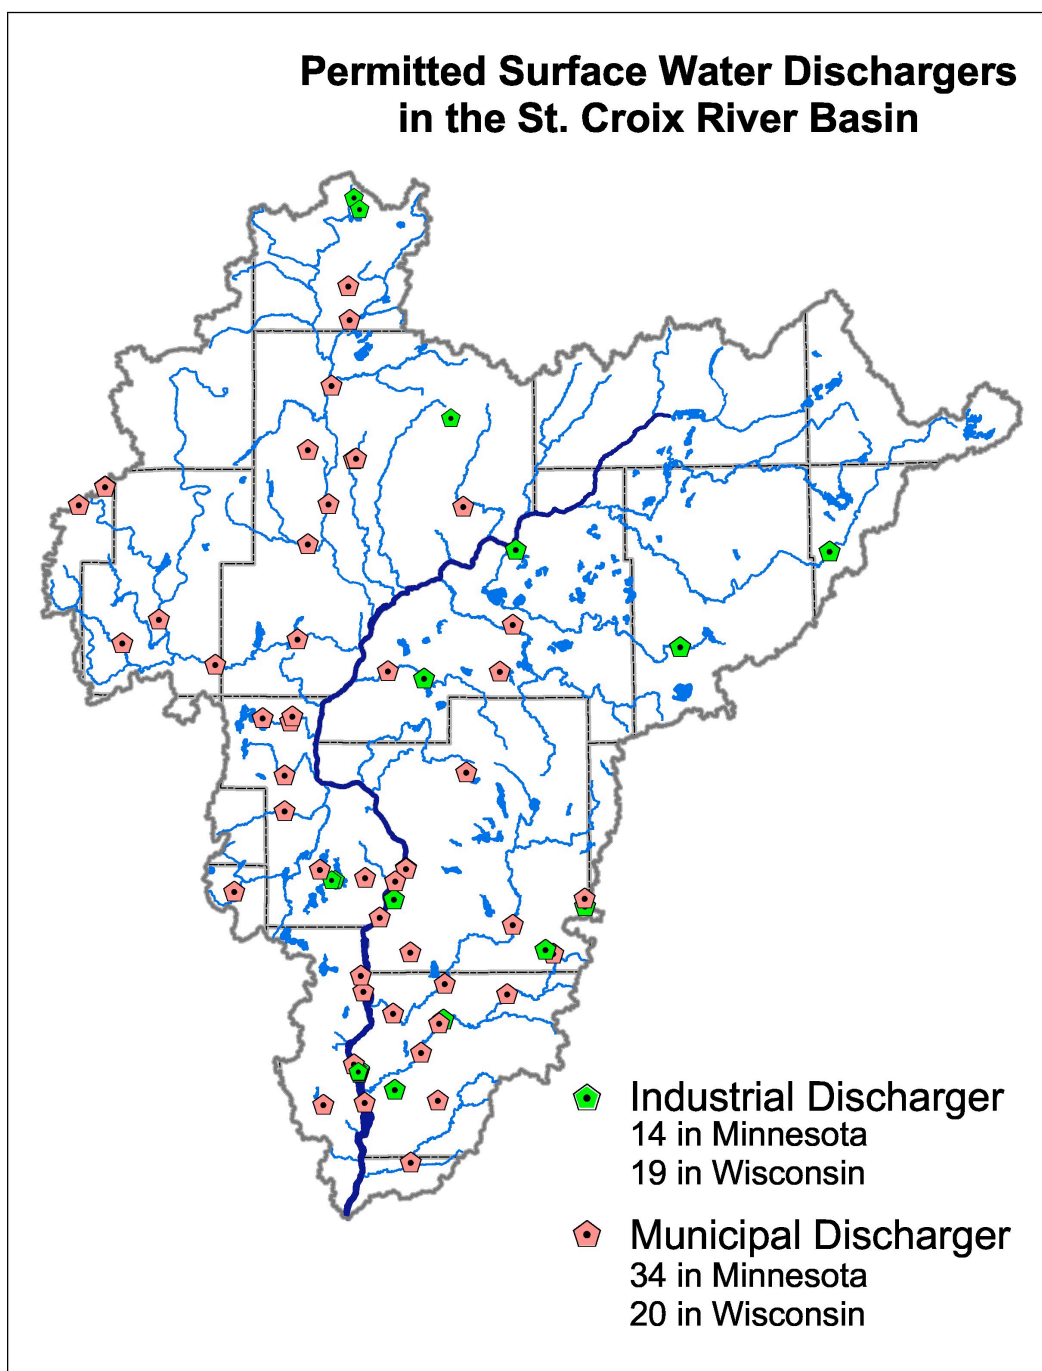 Permitted Surface Water Dischargers
in the St. Croix River Basin
Industrial Discharger
14 in Minnesota
19 in Wisconsin
Municipal Discharger
34 in Minnesota
20 in Wisconsin